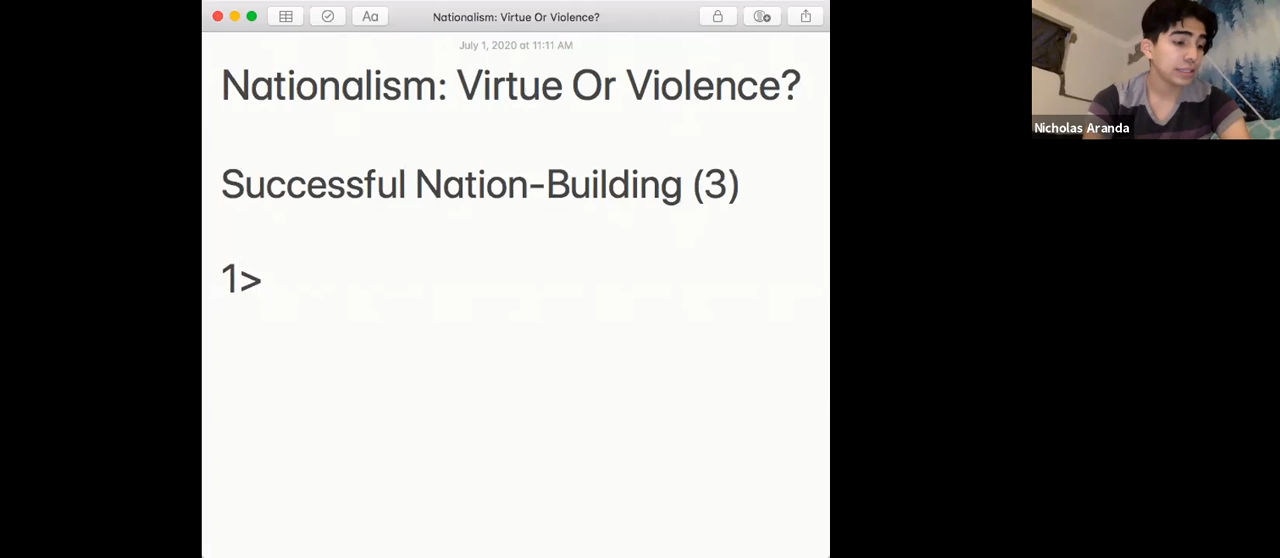 Aa
Nationalism: Virtue Or Violence?
July 1, 2020 at 11:11 AM
Nationalism: Virtue Or Violence?
Successful Nation-Building (3)
1>
Nicholas Aranda